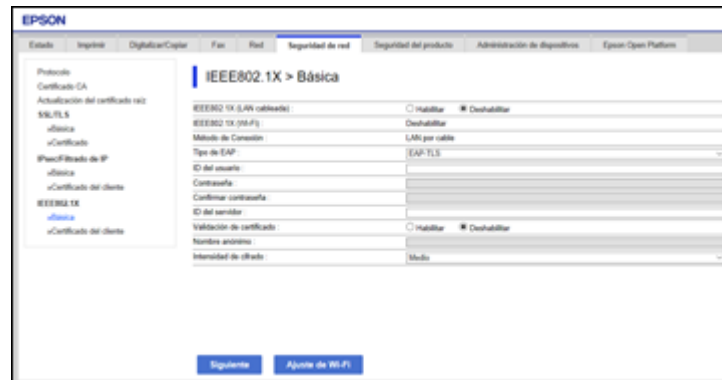 EPSON
Estado Imprimir Digitalizar/Copiar Fax Red Seguridad de red Seguridad del producto Administración de dispositivos Epson Open Platform
Protocolo
Certificado CA
Actualización del certificado raíz
SSL/TLS
»Básica
»Certificado
IPsec/Filtrado de IP
»Básica
»Certificado del cliente
IEEE802.1X
»Básica
»Certificado del cliente
IEEE802.1X > Básica
IEEE802.1X (LAN cableada) : Habilitar Deshabilitar
IEEE802.1X (Wi-Fi) : Deshabilitar
Método de Conexión : LAN por cable
Tipo de EAP : EAP-TLS
ID del usuario :
Contraseña :
Confirmar contraseña :
ID del servidor :
Validación de certificado : Habilitar Deshabilitar
Nombre anónimo :
Intensidad de cifrado : Medio
Siguiente Ajuste de Wi-Fi